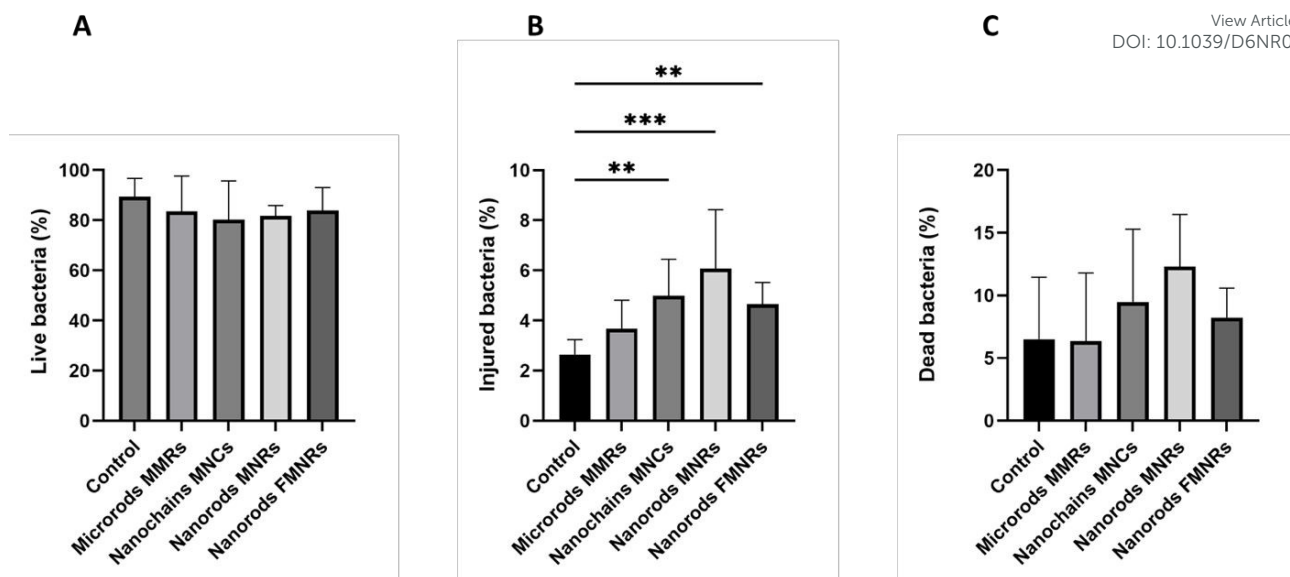 A
B
C
View Article
DOI: 10.1039/D6NR0
Live bacteria (%)
100
80
60
40
20
0
Control
Microrods MMRs
Nanochains MNCs
Nanorods MNRs
Nanorods FMNRs
**
***
**
Injured bacteria (%)
10
8
6
4
2
0
Control
Microrods MMRs
Nanochains MNCs
Nanorods MNRs
Nanorods FMNRs
Dead bacteria (%)
20
15
10
5
0
Control
Microrods MMRs
Nanochains MNCs
Nanorods MNRs
Nanorods FMNRs